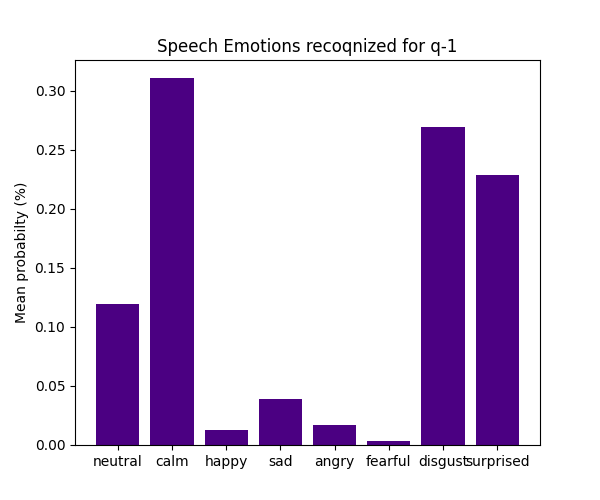 Speech Emotions recoqnized for q-1
Mean probabilty (%)
0.30
0.25
0.20
0.15
0.10
0.05
0.00
neutral calm happy sad angry fearful disgust surprised